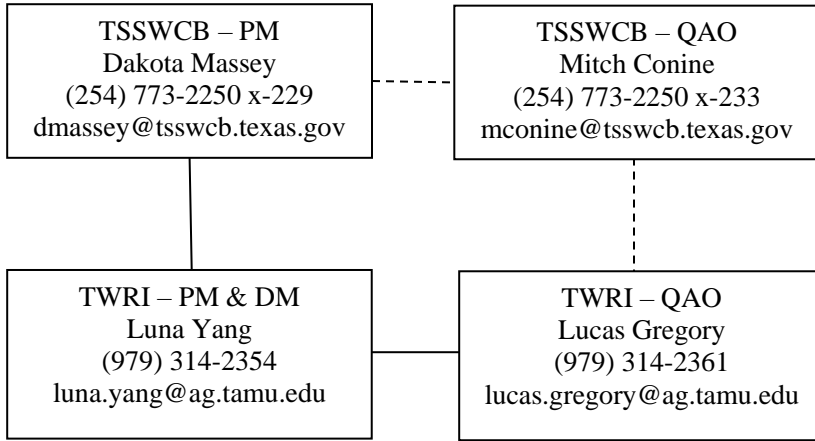 TSSWCB – PM
Dakota Massey
(254) 773-2250 x-229
dmassey@tsswcb.texas.gov
TSSWCB – QAO
Mitch Conine
(254) 773-2250 x-233
mconine@tsswcb.texas.gov
TWRI – PM & DM
Luna Yang
(979) 314-2354
luna.yang@ag.tamu.edu
TWRI – QAO
Lucas Gregory
(979) 314-2361
lucas.gregory@ag.tamu.edu